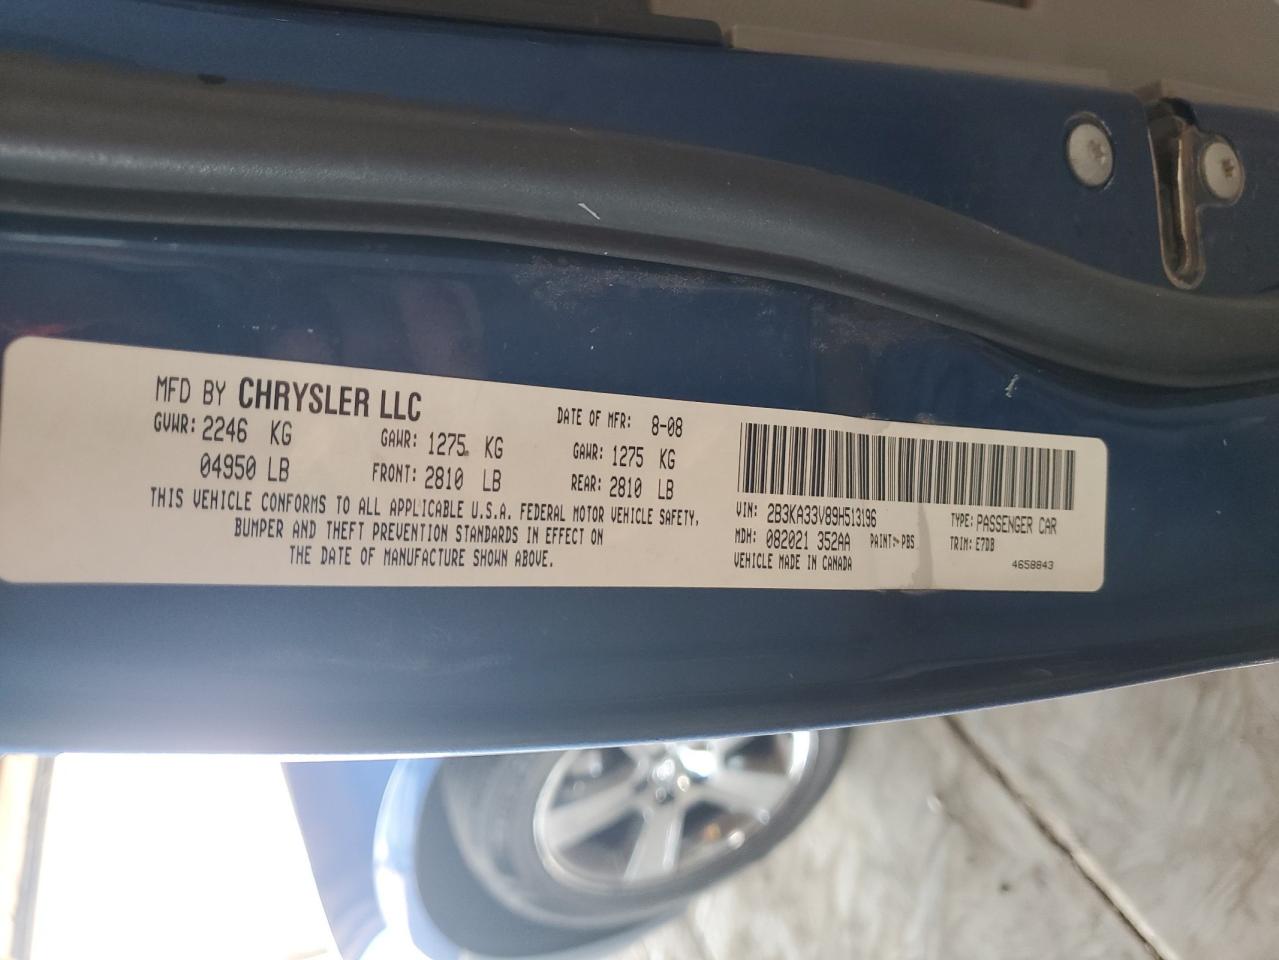 MFD BY CHRYSLER LLC
DATE OF MFR: 8-08
GVWR: 2246 KG
GAWR: 1275 KG
GAWR: 1275 KG
04950 LB
FRONT: 2810 LB
REAR: 2810 LB
THIS VEHICLE CONFORMS TO ALL APPLICABLE U.S.A. FEDERAL MOTOR VEHICLE SAFETY,
BUMPER AND THEFT PREVENTION STANDARDS IN EFFECT ON
THE DATE OF MANUFACTURE SHOWN ABOVE.
VIN: 2B3KA33V89H513196
TYPE: PASSENGER CAR
MDH: 082021 352AA
PAINT: PBS
TRIM: E7DB
VEHICLE MADE IN CANADA
4658843